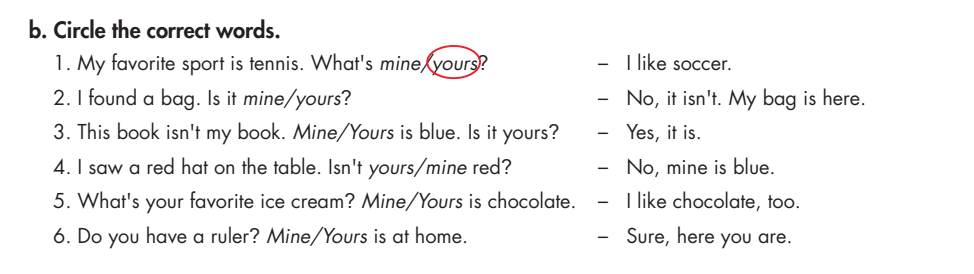 b. Circle the correct words.
1. My favorite sport is tennis. What's mine/yours? – I like soccer.
2. I found a bag. Is it mine/yours? – No, it isn't. My bag is here.
3. This book isn't my book. Mine/Yours is blue. Is it yours? – Yes, it is.
4. I saw a red hat on the table. Isn't yours/mine red? – No, mine is blue.
5. What's your favorite ice cream? Mine/Yours is chocolate. – I like chocolate, too.
6. Do you have a ruler? Mine/Yours is at home. – Sure, here you are.